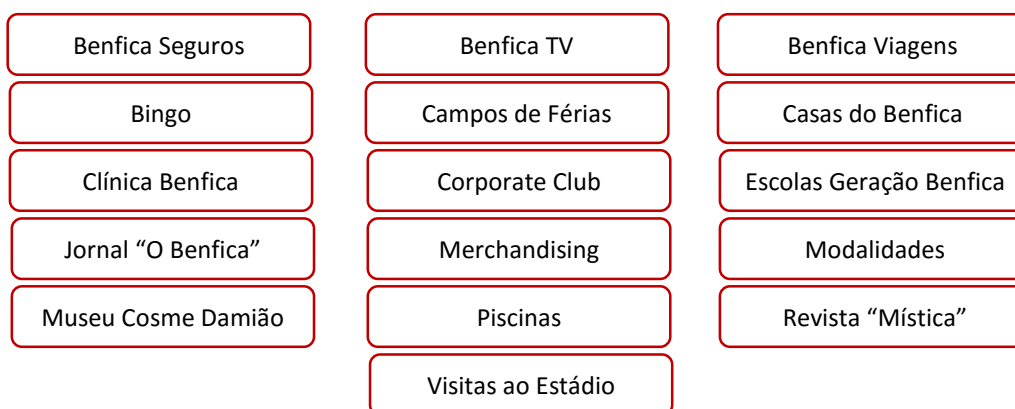 Benfica Seguros
Benfica TV
Benfica Viagens
Bingo
Campos de Férias
Casas do Benfica
Clínica Benfica
Corporate Club
Escolas Geração Benfica
Jornal “O Benfica”
Merchandising
Modalidades
Museu Cosme Damião
Piscinas
Revista “Mística”
Visitas ao Estádio